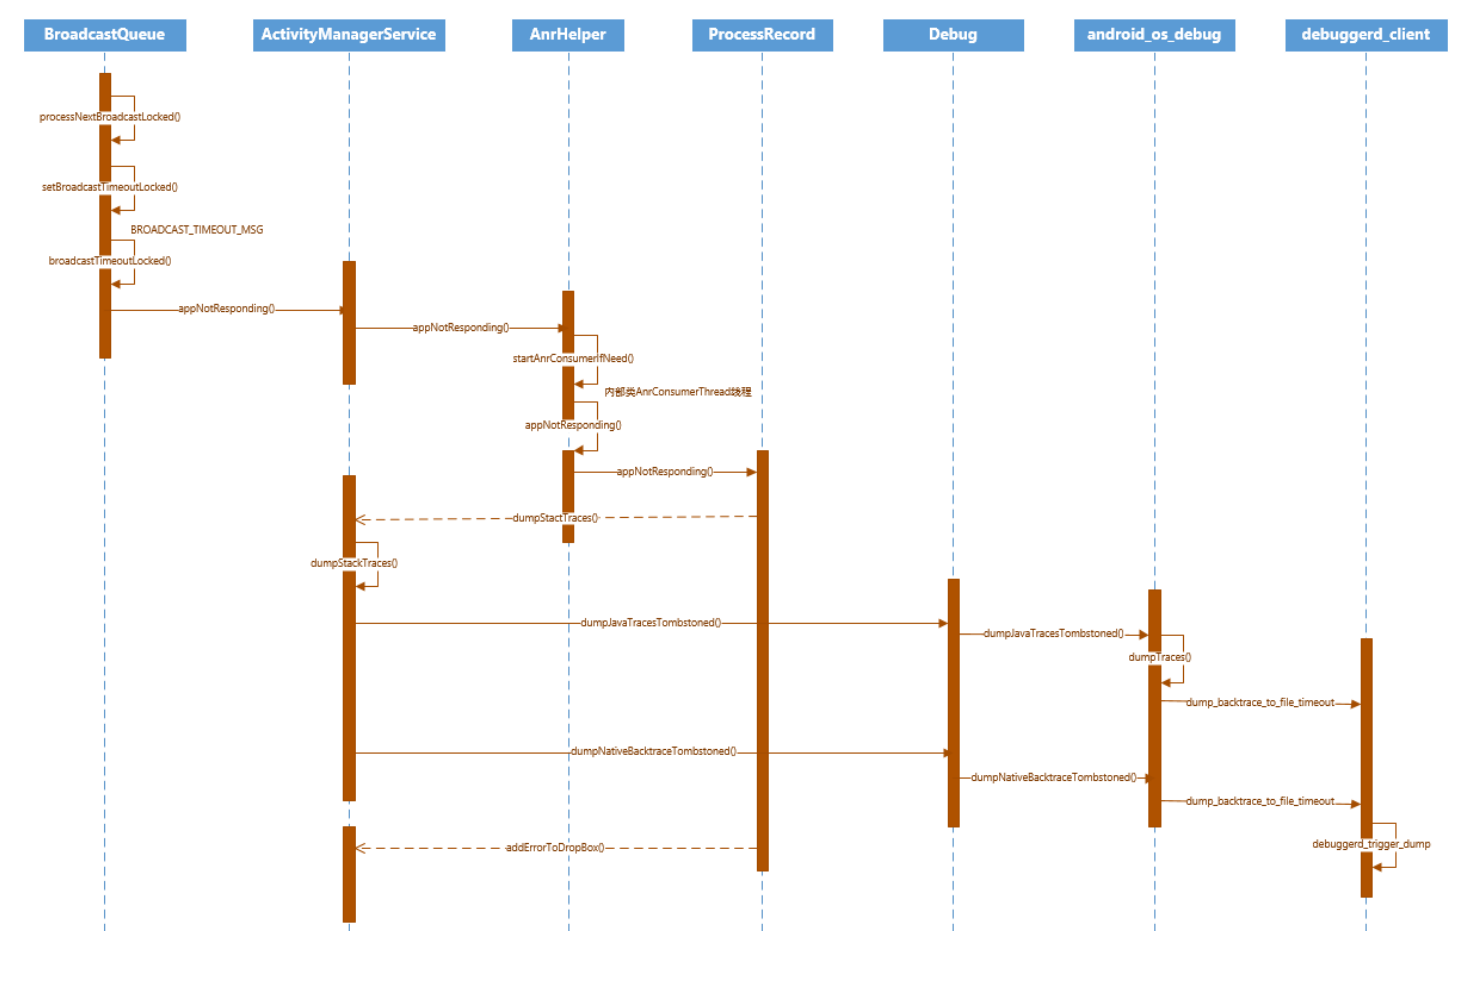 BroadcastQueue
ActivityManagerService
AnrHelper
ProcessRecord
Debug
android_os_debug
debuggerd_client
processNextBroadcastLocked()
setBroadcastTimeoutLocked()
BROADCAST_TIMEOUT_MSG
broadcastTimeoutLocked()
appNotResponding()
appNotResponding()
startAnrConsumerIfNeed()
内部类AnrConsumerThread线程
appNotResponding()
appNotResponding()
dumpStactTraces()
dumpStackTraces()
dumpJavaTracesTombstoned()
dumpJavaTracesTombstoned()
dumpTraces()
dump_backtrace_to_file_timeout
dumpNativeBacktraceTombstoned()
dumpNativeBacktraceTombstoned()
dump_backtrace_to_file_timeout
addErrorToDropBox()
debuggerd_trigger_dump